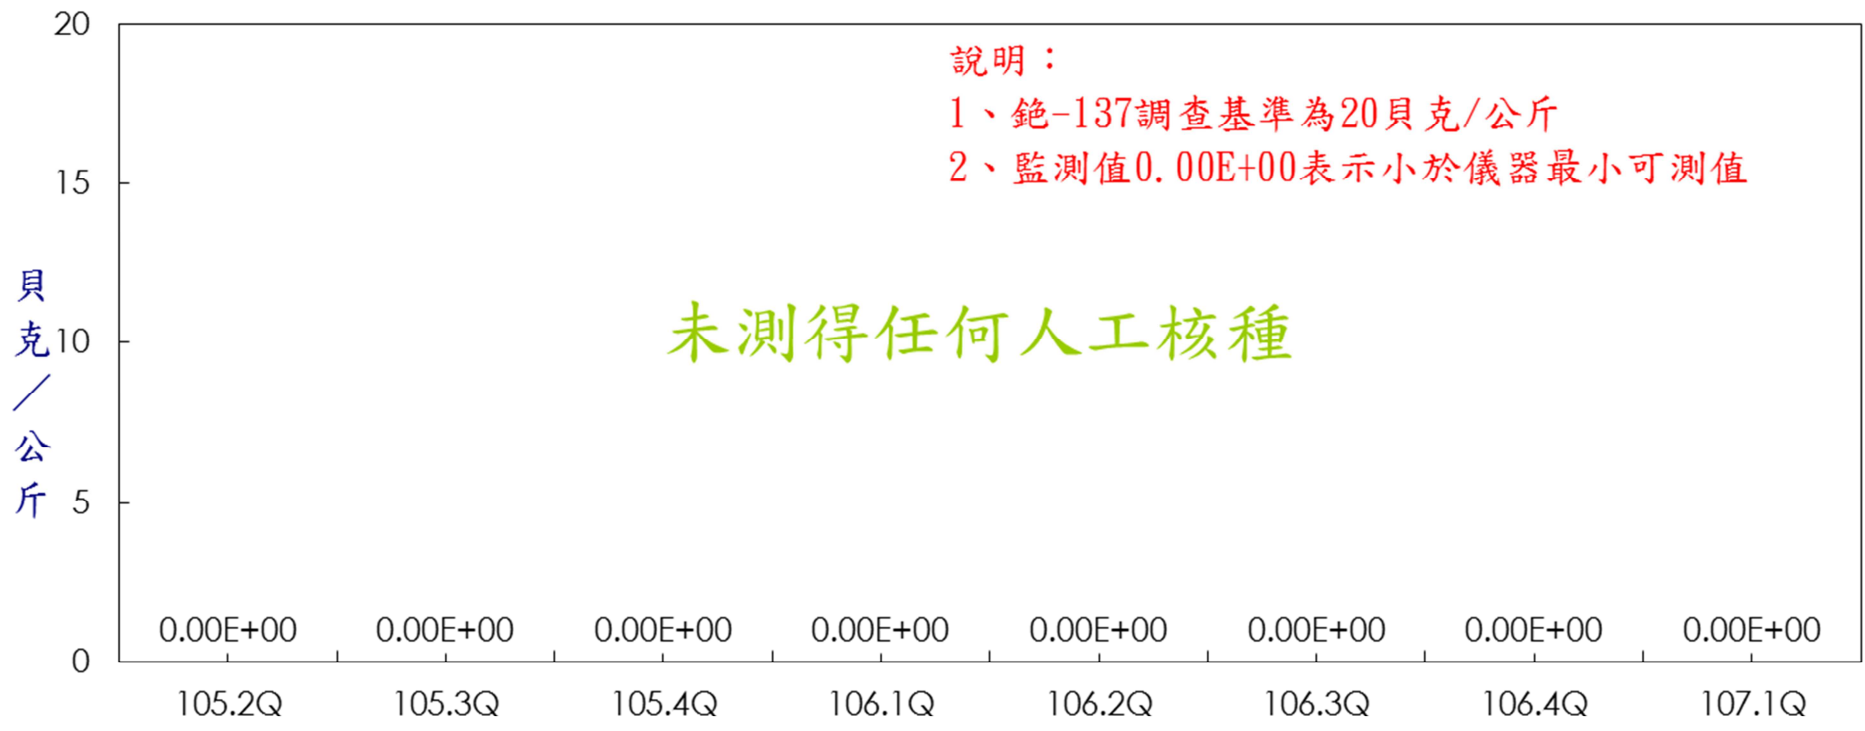 20
說明：
1、銫-137調查基準為20貝克/公斤
2、監測值0.00E+00表示小於儀器最小可測值
15
貝克/公斤
未測得任何人工核種
10
5
0.00E+00 0.00E+00 0.00E+00 0.00E+00 0.00E+00 0.00E+00 0.00E+00 0.00E+00
0
105.2Q 105.3Q 105.4Q 106.1Q 106.2Q 106.3Q 106.4Q 107.1Q